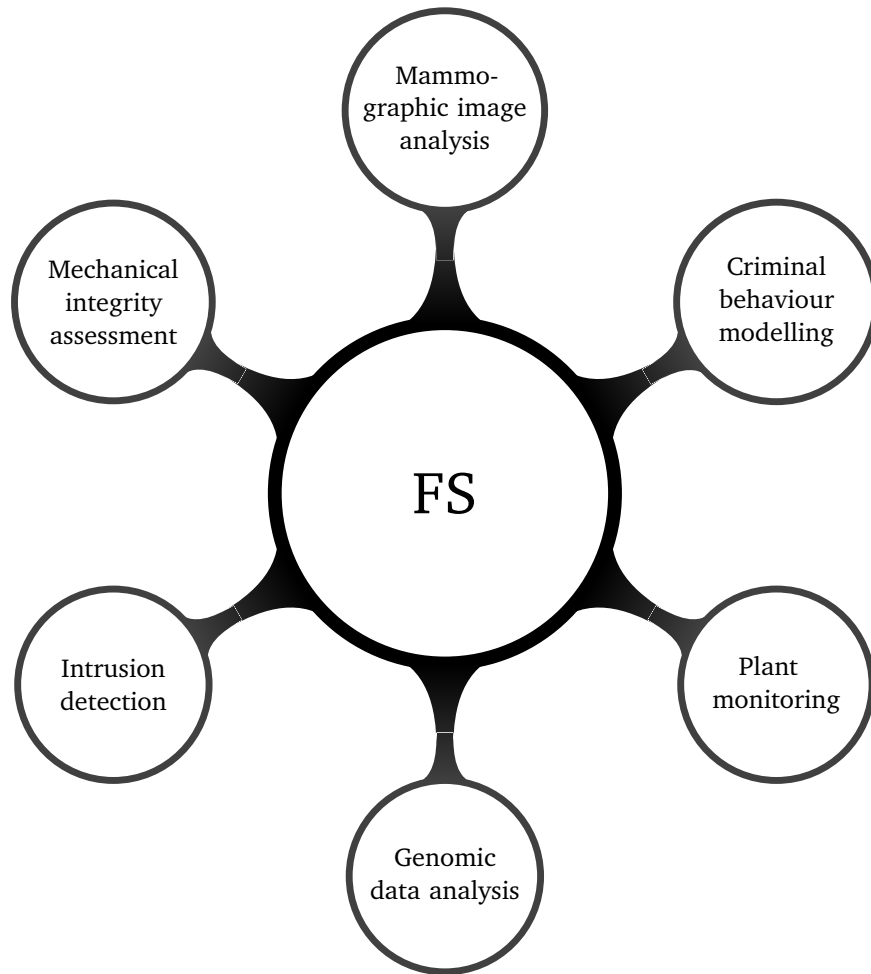 Mammo-
graphic image
analysis
Mechanical
integrity
assessment
Criminal
behaviour
modelling
FS
Intrusion
detection
Plant
monitoring
Genomic
data analysis